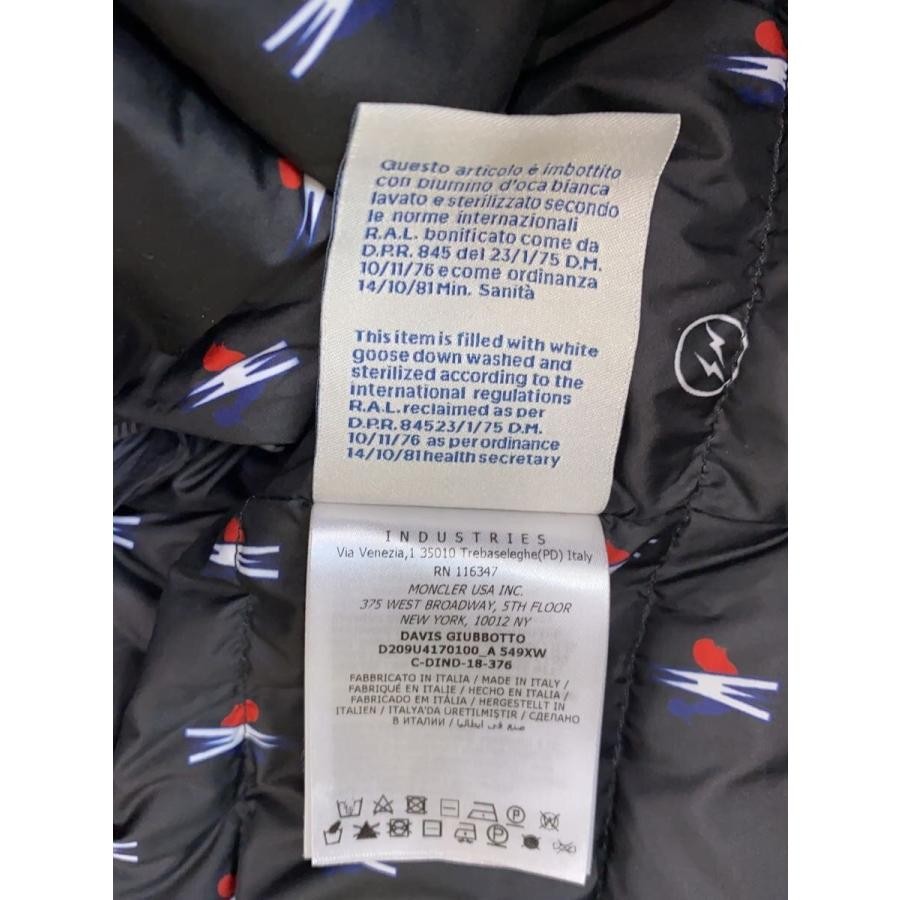 Questo articolo è imbottito
con piumino d'oca bianca
lavato e sterilizzato secondo
le norme internazionali
R.A.L. bonificato come da
D.P.R. 845 del 23/1/75 D.M.
10/11/76 e come ordinanza
14/10/81 Min. Sanità
This item is filled with white
goose down washed and
sterilized according to the
international regulations
R.A.L. reclaimed as per
D.P.R. 84523/1/75 D.M.
10/11/76 as per ordinance
14/10/81 health secretary
INDUSTRIES
Via Venezia,1 35010 Trebaseleghe(PD) Italy
RN 116347
MONCLER USA INC.
375 WEST BROADWAY, 5TH FLOOR
NEW YORK, 10012 NY
DAVIS GIUBBOTTO
D209U4170100_A 549XW
C-DIND-18-376
FABBRICATO IN ITALIA / MADE IN ITALY /
FABRIQUÉ EN ITALIE / HECHO EN ITALIA /
FABRICADO EM ITÁLIA / HERGESTELLT IN
ITALIEN / ITALYA'DA ÜRETILMIŞTIR / СДЕЛАНО
В ИТАЛИИ / صنع في ايطاليا